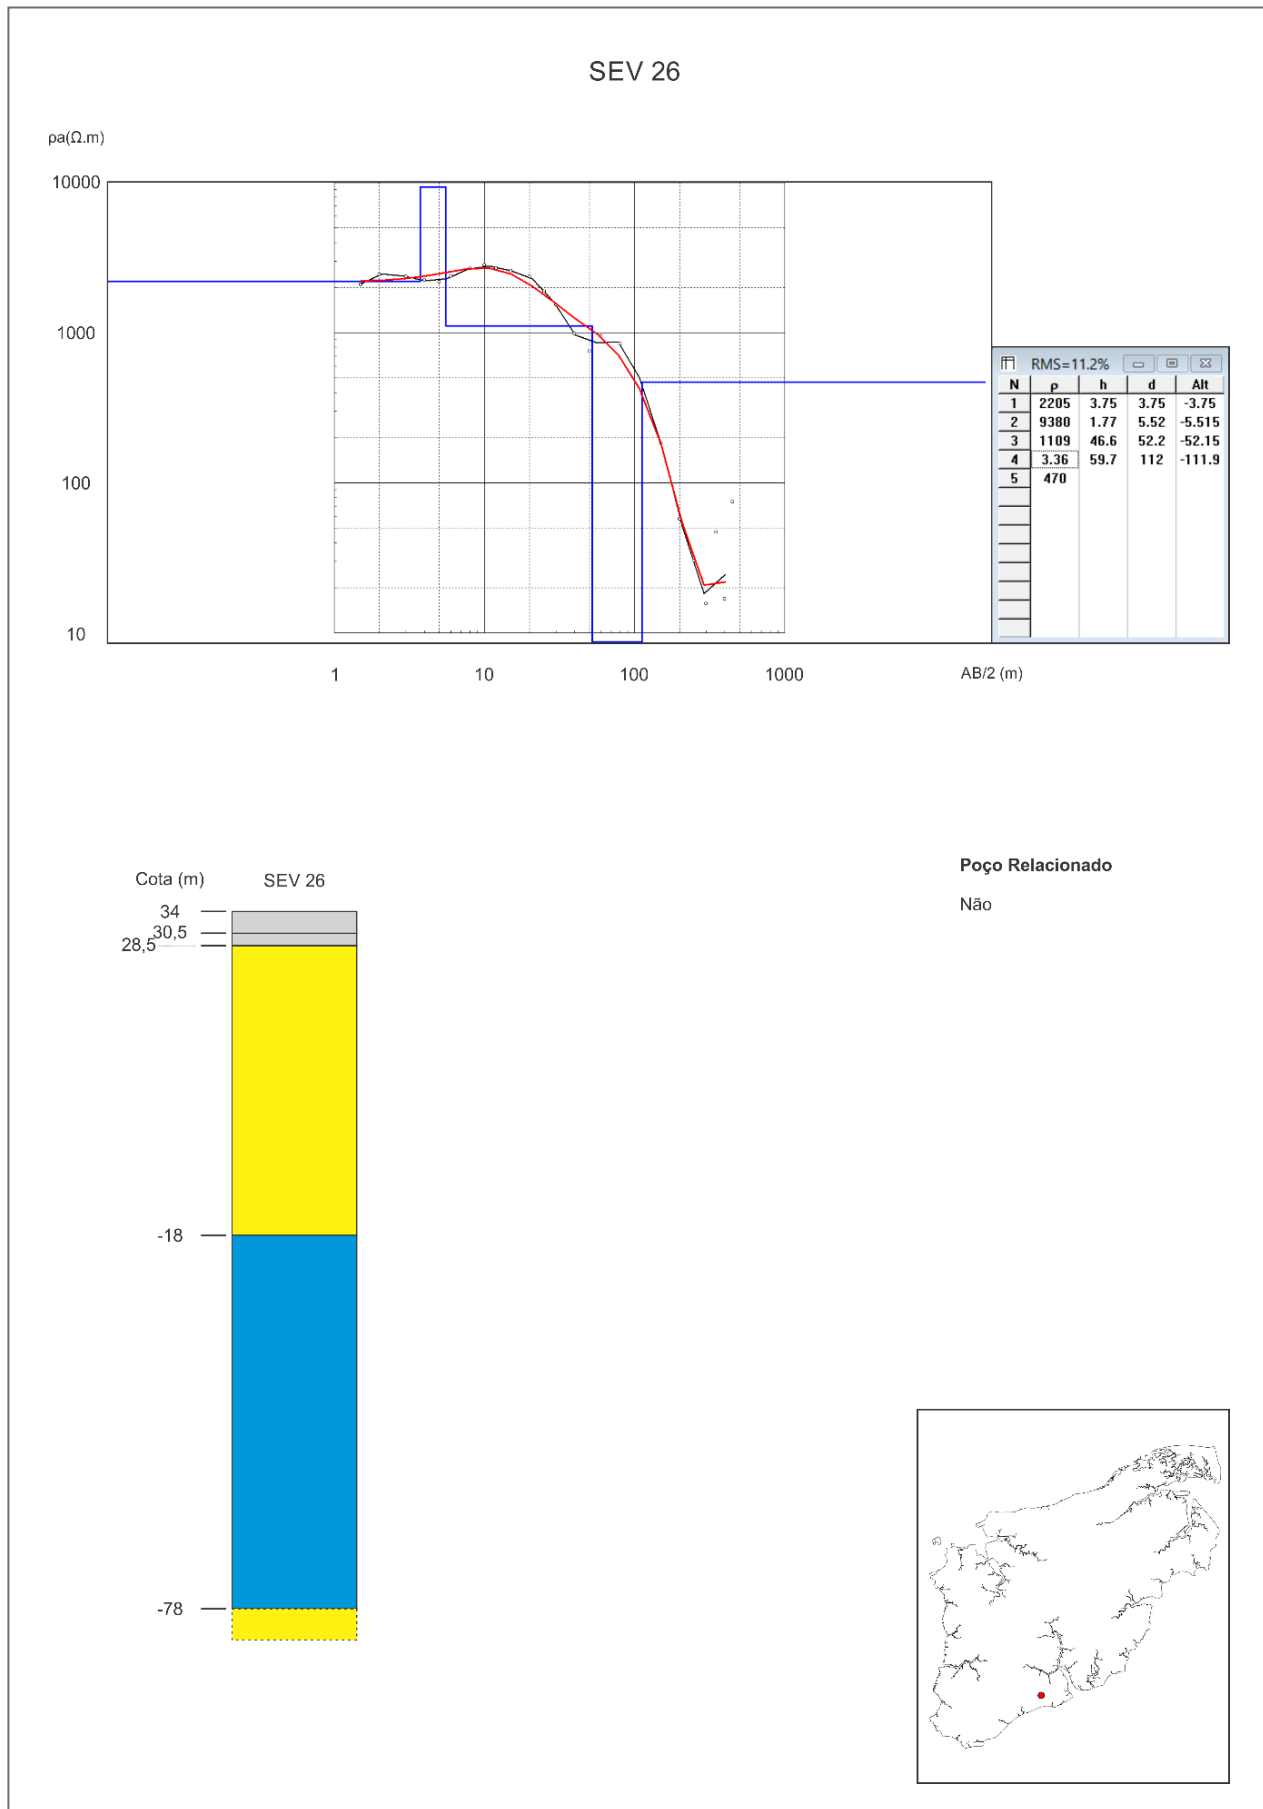 SEV 26
ρa(Ω.m)
10000
1000
100
10
1 10 100 1000 AB/2 (m)
RMS=11.2%
N ρ h d Alt
1 2205 3.75 3.75 -3.75
2 9380 1.77 5.52 -5.515
3 1109 46.6 52.2 -52.15
4 3.36 59.7 112 -111.9
5 470
Poço Relacionado
Não
Cota (m) SEV 26
34
30,5
28,5
-18
-78